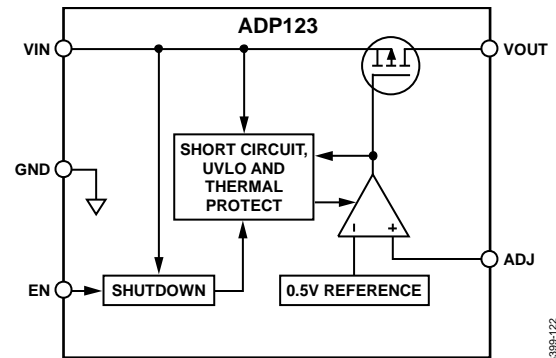 ADP123
VIN
VOUT
SHORT CIRCUIT,
UVLO AND
THERMAL
PROTECT
GND
- +
ADJ
EN
SHUTDOWN
0.5V REFERENCE
399-122